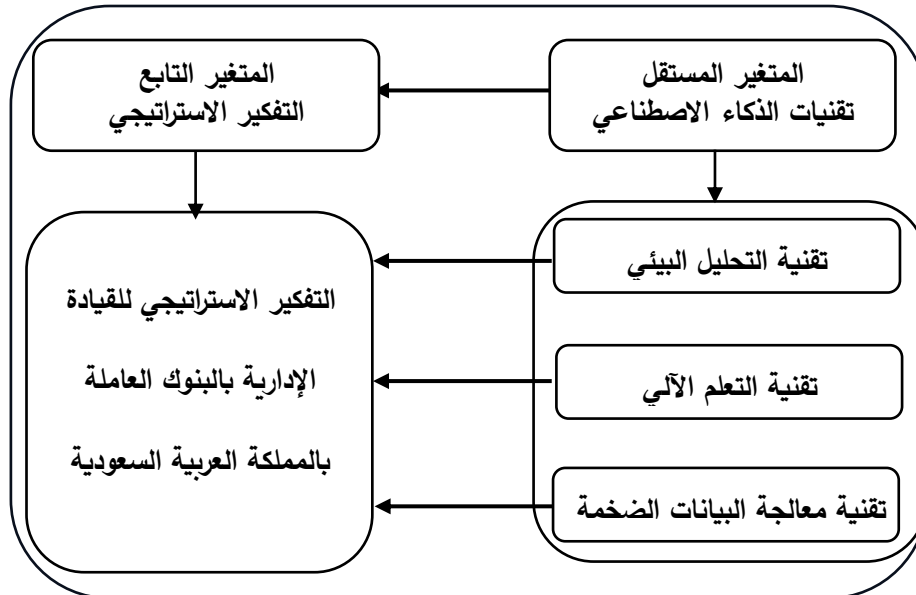 المتغير المستقل
تقنيات الذكاء الاصطناعي
المتغير التابع
التفكير الاستراتيجي
تقنية التحليل البيئي
تقنية التعلم الآلي
تقنية معالجة البيانات الضخمة
التفكير الاستراتيجي للقيادة
الإدارية بالبنوك العاملة
بالمملكة العربية السعودية